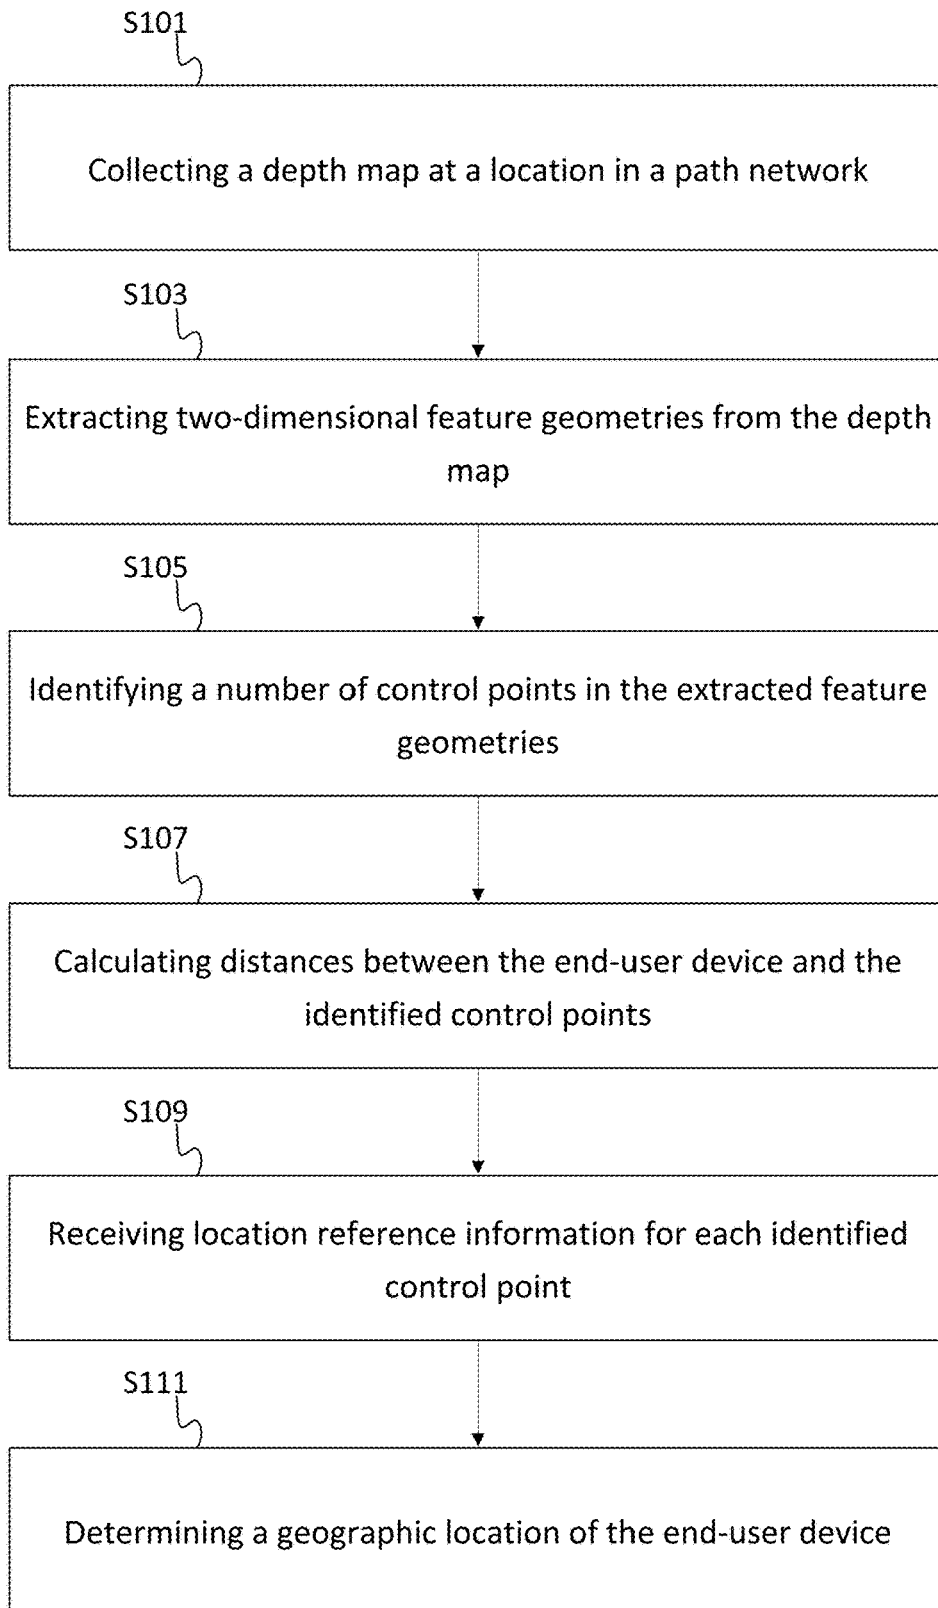 S101
Collecting a depth map at a location in a path network
S103
Extracting two-dimensional feature geometries from the depth
map
S105
Identifying a number of control points in the extracted feature
geometries
S107
Calculating distances between the end-user device and the
identified control points
S109
Receiving location reference information for each identified
control point
S111
Determining a geographic location of the end-user device